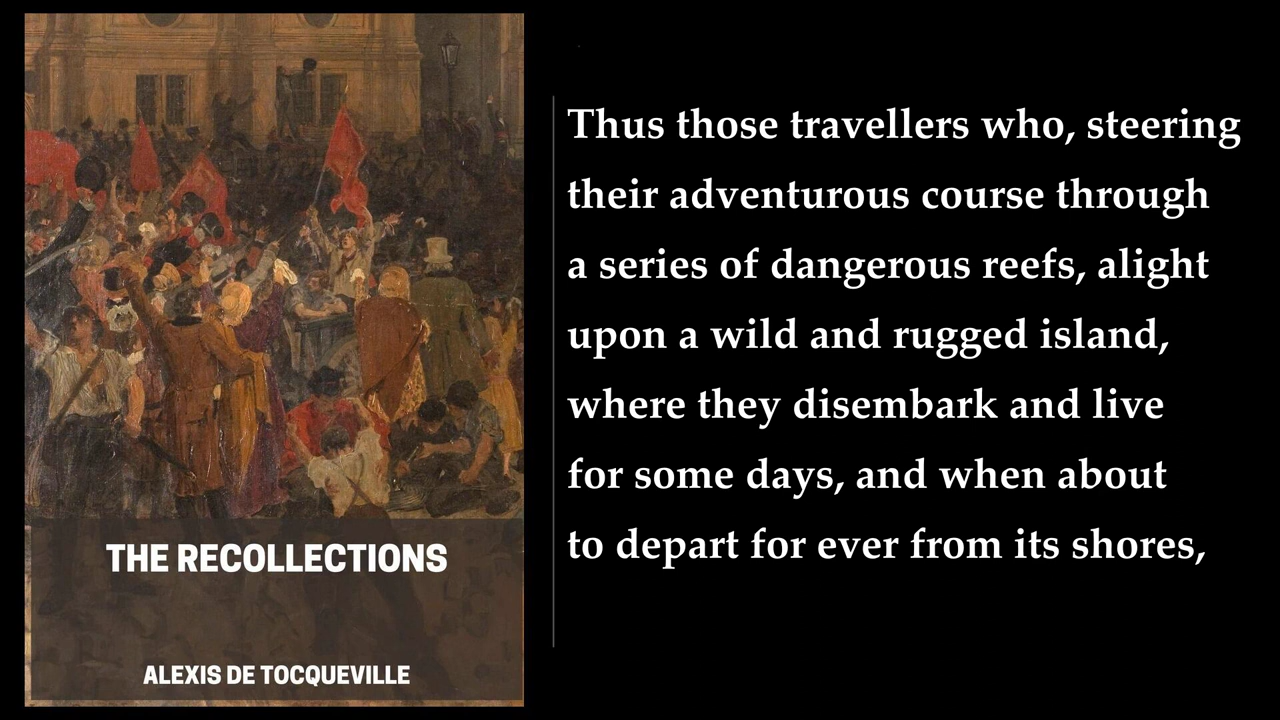 THE RECOLLECTIONS
ALEXIS DE TOCQUEVILLE
Thus those travellers who, steering
their adventurous course through
a series of dangerous reefs, alight
upon a wild and rugged island,
where they disembark and live
for some days, and when about
to depart for ever from its shores,